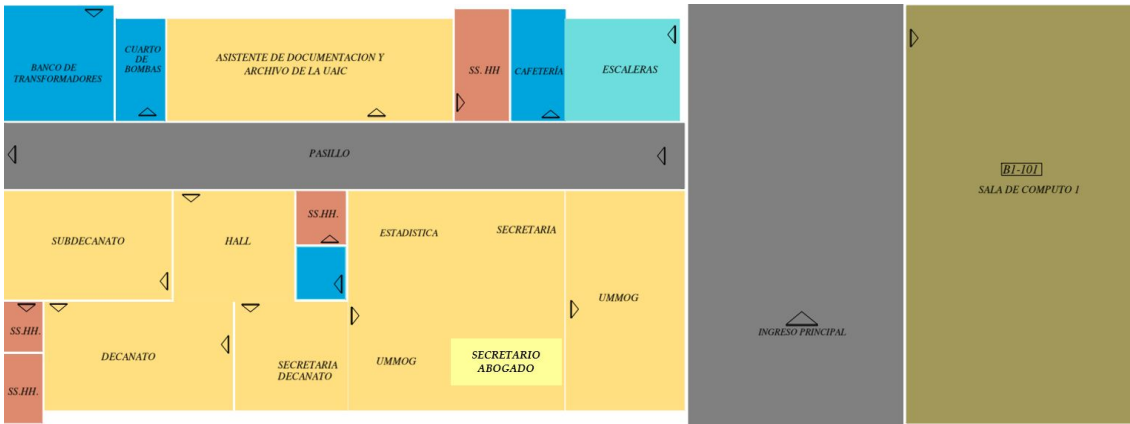 BANCO DE
TRANSFORMADORES
CUARTO
DE
BOMBAS
ASISTENTE DE DOCUMENTACION Y
ARCHIVO DE LA UAIC
SS. HH
CAFETERÍA
ESCALERAS
PASILLO
B1-101
SALA DE COMPUTO 1
SUBDECANATO
HALL
SS.HH.
ESTADISTICA
SECRETARIA
UMMOG
SS.HH.
DECANATO
SECRETARIA
DECANATO
UMMOG
SECRETARIO
ABOGADO
INGRESO PRINCIPAL
SS.HH.